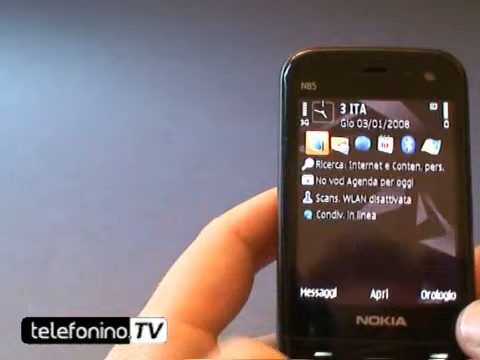 N85
3 ITA
3G
Gio 03/01/2008
Ricerca: Internet e Conten. pers.
No voci Agenda per oggi
Scans. WLAN disattivata
Condiv. in linea
Messaggi Apri Orologio
NOKIA
telefonino.TV